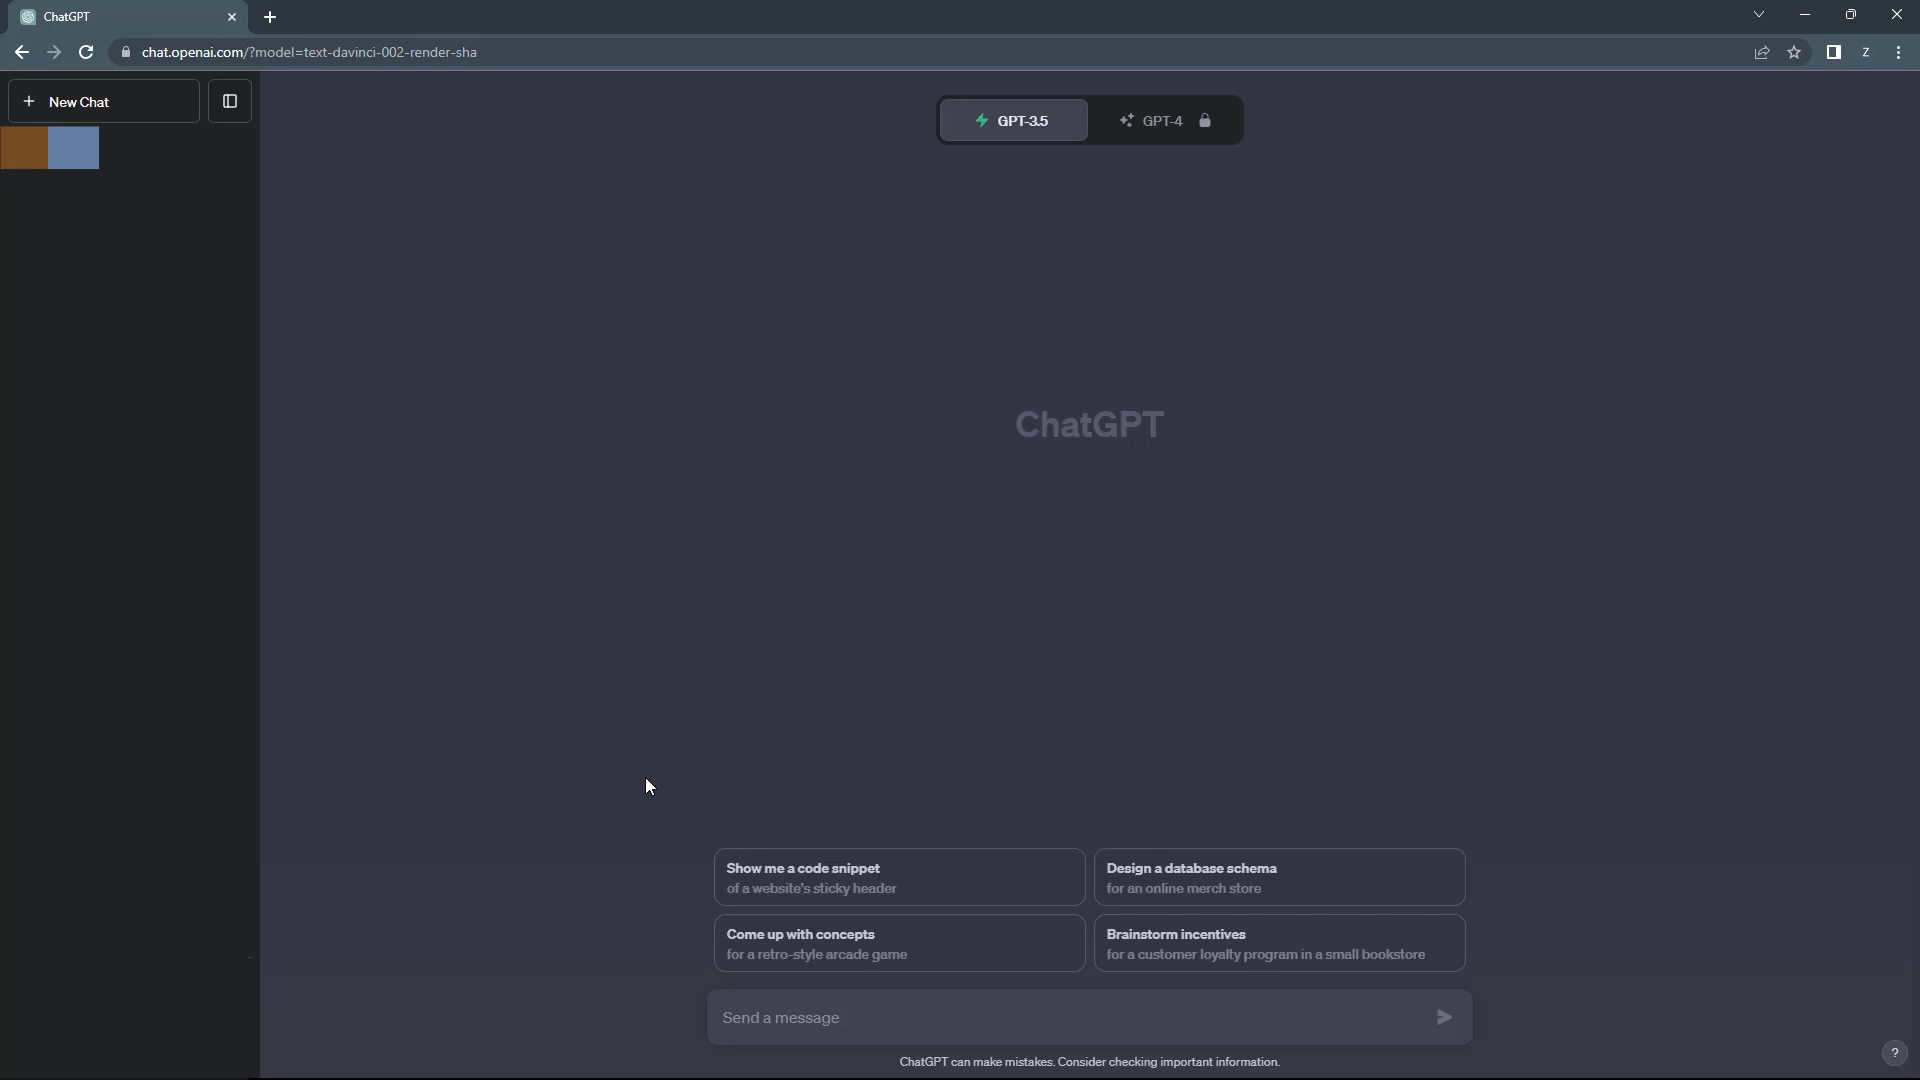 ChatGPT
chat.openai.com/?model=text-davinci-002-render-sha
Z
New Chat
GPT-3.5
GPT-4
ChatGPT
Show me a code snippet
of a website's sticky header
Design a database schema
for an online merch store
Come up with concepts
for a retro-style arcade game
Brainstorm incentives
for a customer loyalty program in a small bookstore
Send a message
ChatGPT can make mistakes. Consider checking important information.
?